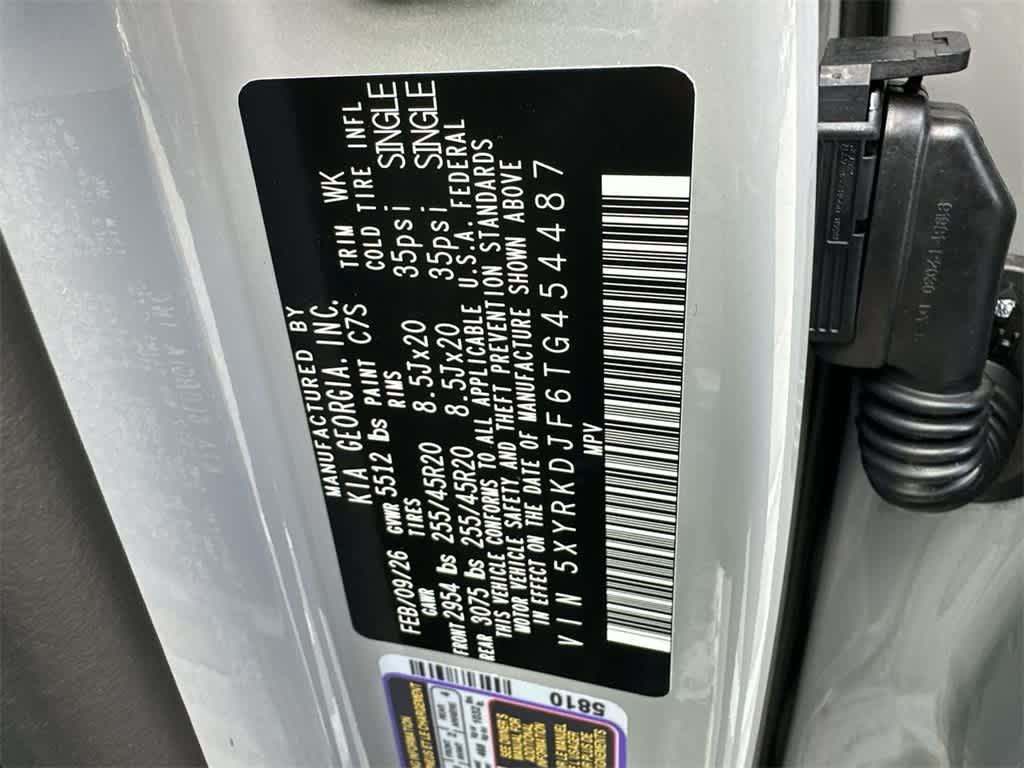 MANUFACTURED BY
KIA GEORGIA. INC.
FEB/09/26 GVWR 5512 lbs PAINT C7S TRIM WK
GAWR TIRES RIMS COLD TIRE INFL
FRONT 2954 lbs 255/45R20 8.5Jx20 35psi SINGLE
REAR 3075 lbs 255/45R20 8.5Jx20 35psi SINGLE
THIS VEHICLE CONFORMS TO ALL APPLICABLE U.S.A. FEDERAL
MOTOR VEHICLE SAFETY AND THEFT PREVENTION STANDARDS
IN EFFECT ON THE DATE OF MANUFACTURE SHOWN ABOVE
VIN 5XYRKDJF6TG454487
MPV
5810